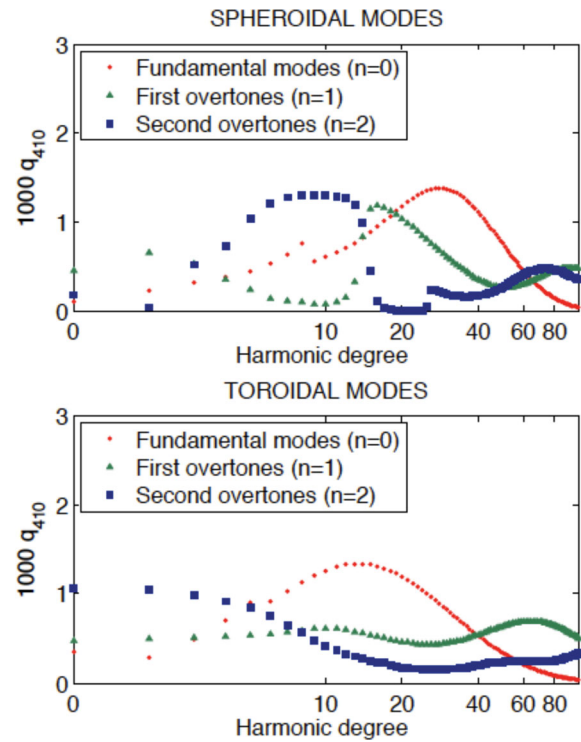 SPHEROIDAL MODES
3
Fundamental modes (n=0)
First overtones (n=1)
2
Second overtones (n=2)
1000 q_410
1
0
0 10 20 40 60 80
Harmonic degree
TOROIDAL MODES
3
Fundamental modes (n=0)
First overtones (n=1)
2
Second overtones (n=2)
1000 q_410
1
0
0 10 20 40 60 80
Harmonic degree